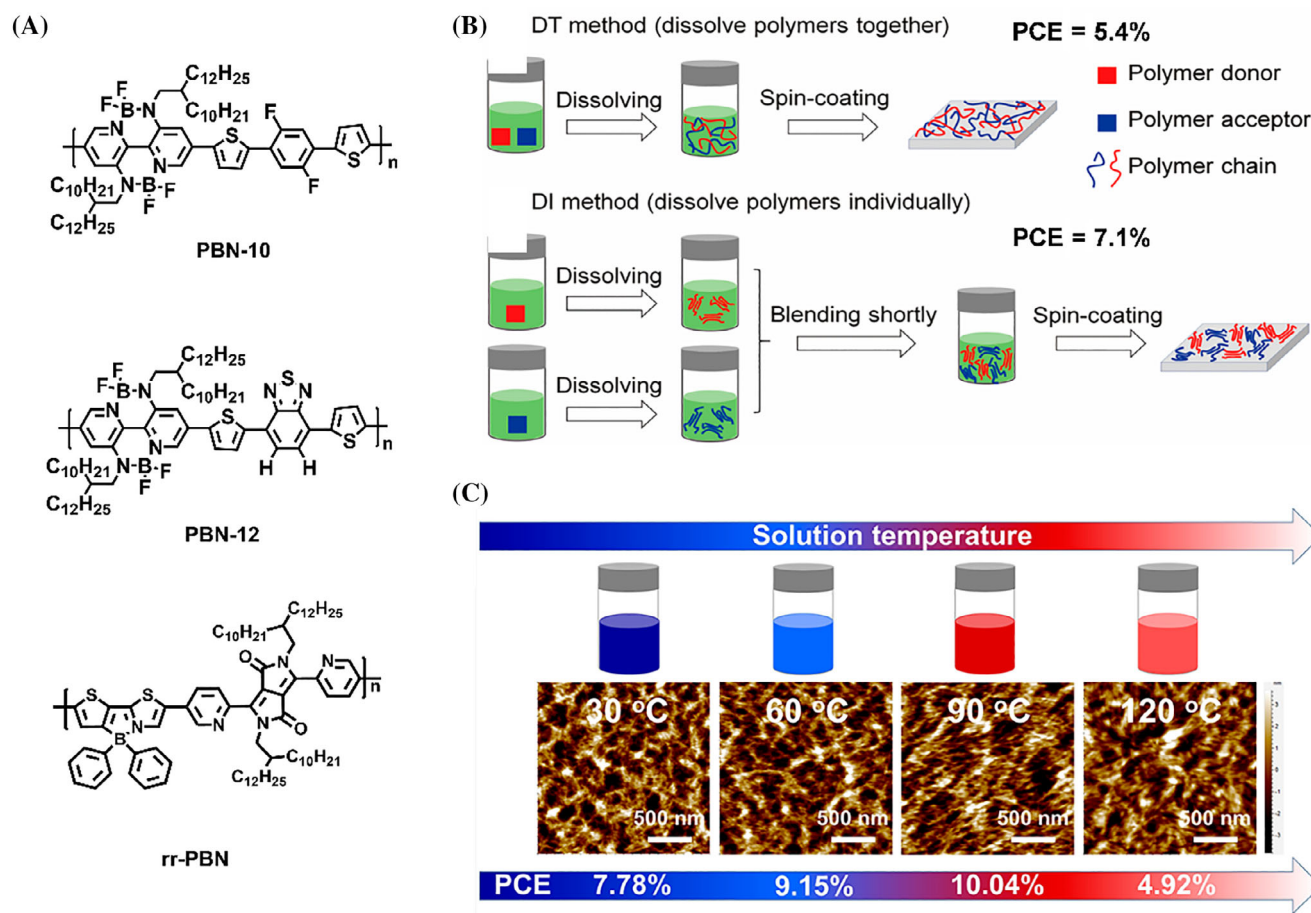 (A)
C₁₂H₂₅
F
F
B
N
C₁₀H₂₁
N
N
S
F
F
S
n
C₁₀H₂₁
N
B
F
F
C₁₂H₂₅
PBN-10
C₁₂H₂₅
F
F
B
N
C₁₀H₂₁
S
N
N
N
N
S
S
n
C₁₀H₂₁
N
B
F
F
H
H
C₁₂H₂₅
PBN-12
C₁₂H₂₅
C₁₀H₂₁
O
N
N
n
S
S
B
N
N
N
O
C₁₀H₂₁
C₁₂H₂₅
rr-PBN
(B)
DT method (dissolve polymers together)
PCE = 5.4%
Dissolving
Spin-coating
Polymer donor
Polymer acceptor
Polymer chain
DI method (dissolve polymers individually)
PCE = 7.1%
Dissolving
Blending shortly
Spin-coating
Dissolving
(C)
Solution temperature
30 °C
60 °C
90 °C
120 °C
500 nm
500 nm
500 nm
500 nm
PCE
7.78%
9.15%
10.04%
4.92%